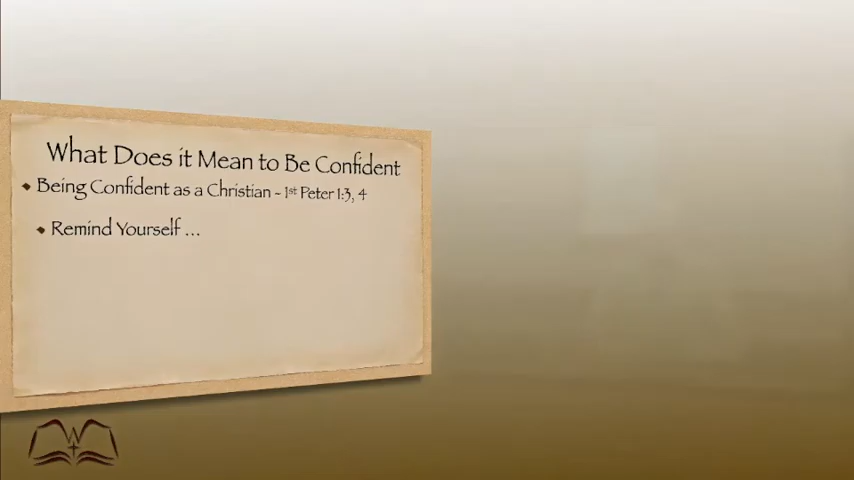 What Does it Mean to Be Confident
Being Confident as a Christian - 1st Peter 1:3, 4
Remind Yourself ...